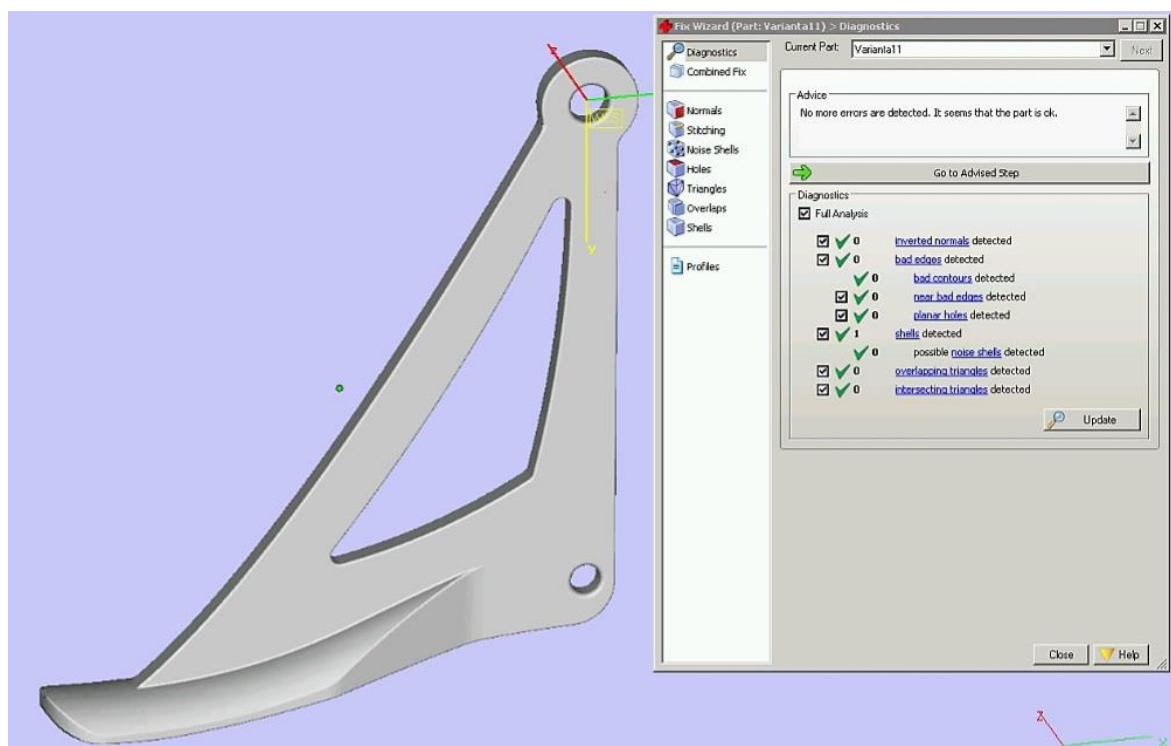 Fix Wizard (Part: Varianta11) > Diagnostics
Diagnostics
Combined Fix
Normals
Stitching
Noise Shells
Holes
Triangles
Overlaps
Shells
Profiles
Current Part: Varianta11
Next
Advice
No more errors are detected. It seems that the part is ok.
Go to Advised Step
Diagnostics
Full Analysis
0 inverted normals detected
0 bad edges detected
0 bad contours detected
0 near bad edges detected
0 planar holes detected
1 shells detected
0 possible noise shells detected
0 overlapping triangles detected
0 intersecting triangles detected
Update
Close
Help
Z
Y
Z